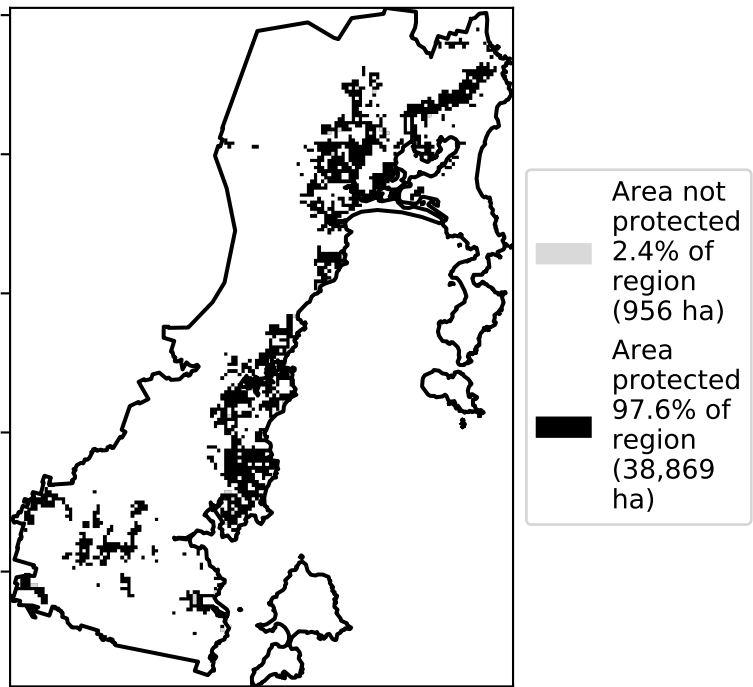 Area not
protected
2.4% of
region
(956 ha)
Area
protected
97.6% of
region
(38,869
ha)